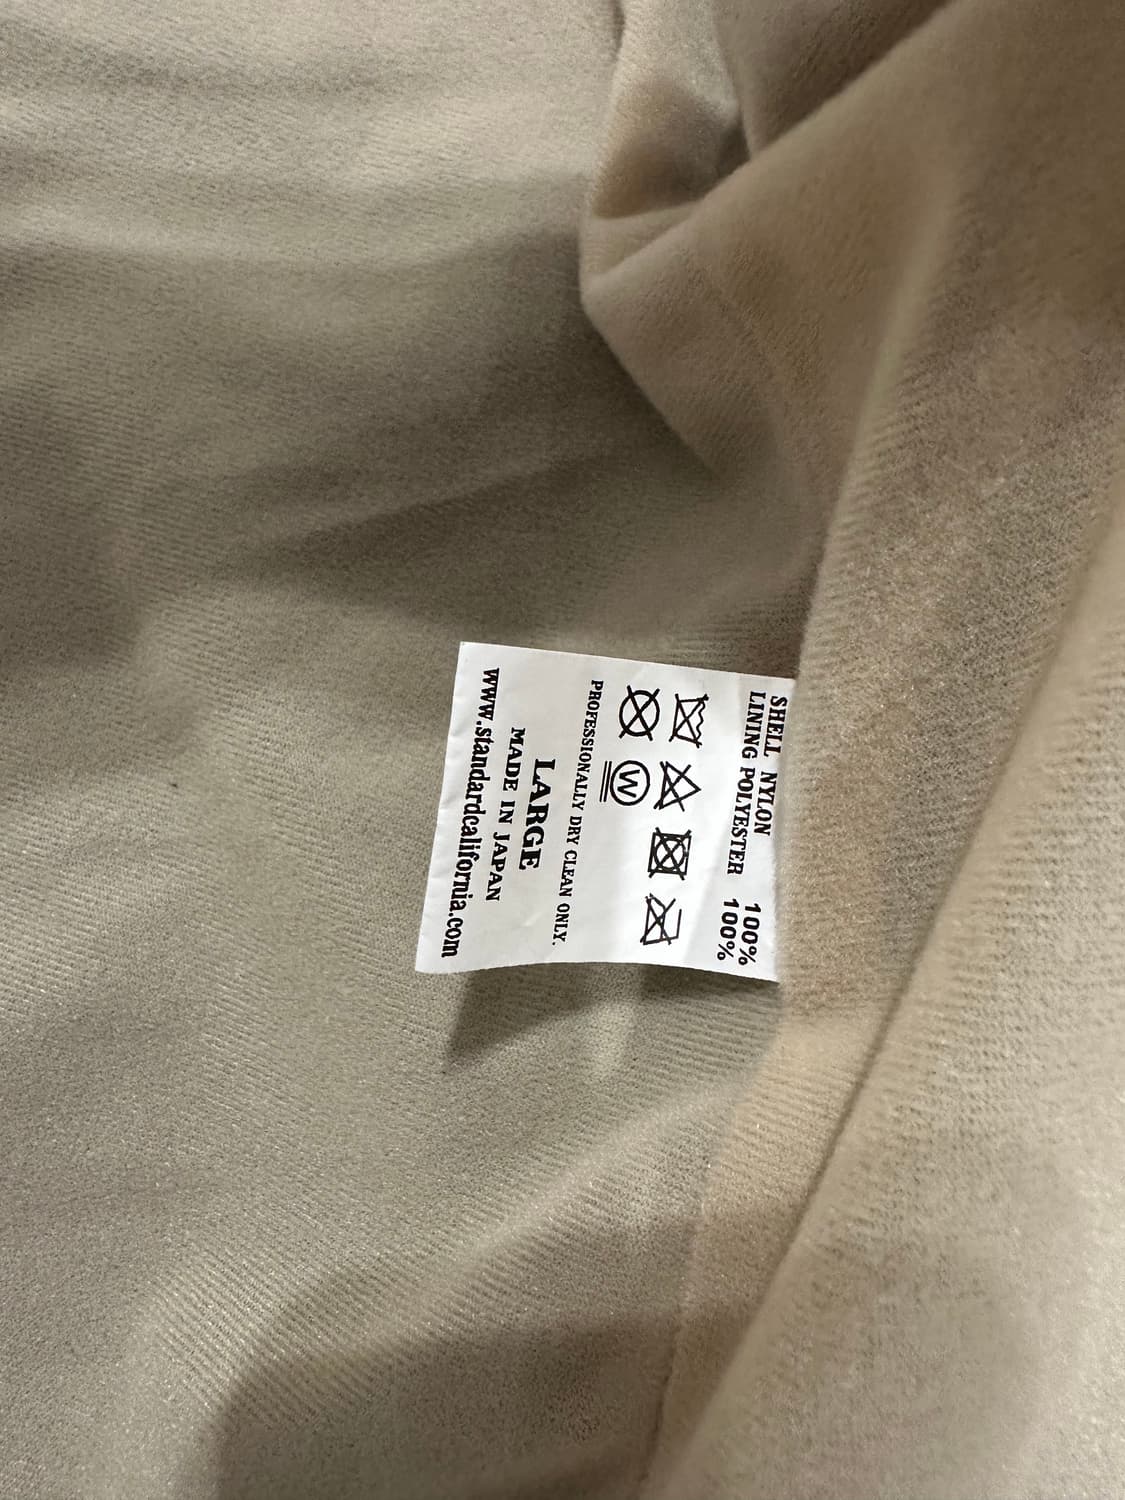 SHELL NYLON 100%
LINING POLYESTER 100%
W
PROFESSIONALLY DRY CLEAN ONLY.
LARGE
MADE IN JAPAN
www.standardcalifornia.com